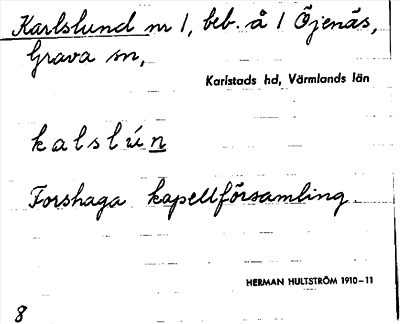 Karlslund nr 1, beb. å 1 Öjenäs,
Grava sn,
Karlstads hd, Värmlands län
kalslún
Forshaga kapellförsamling.
HERMAN HULTSTRÖM 1910-11
8